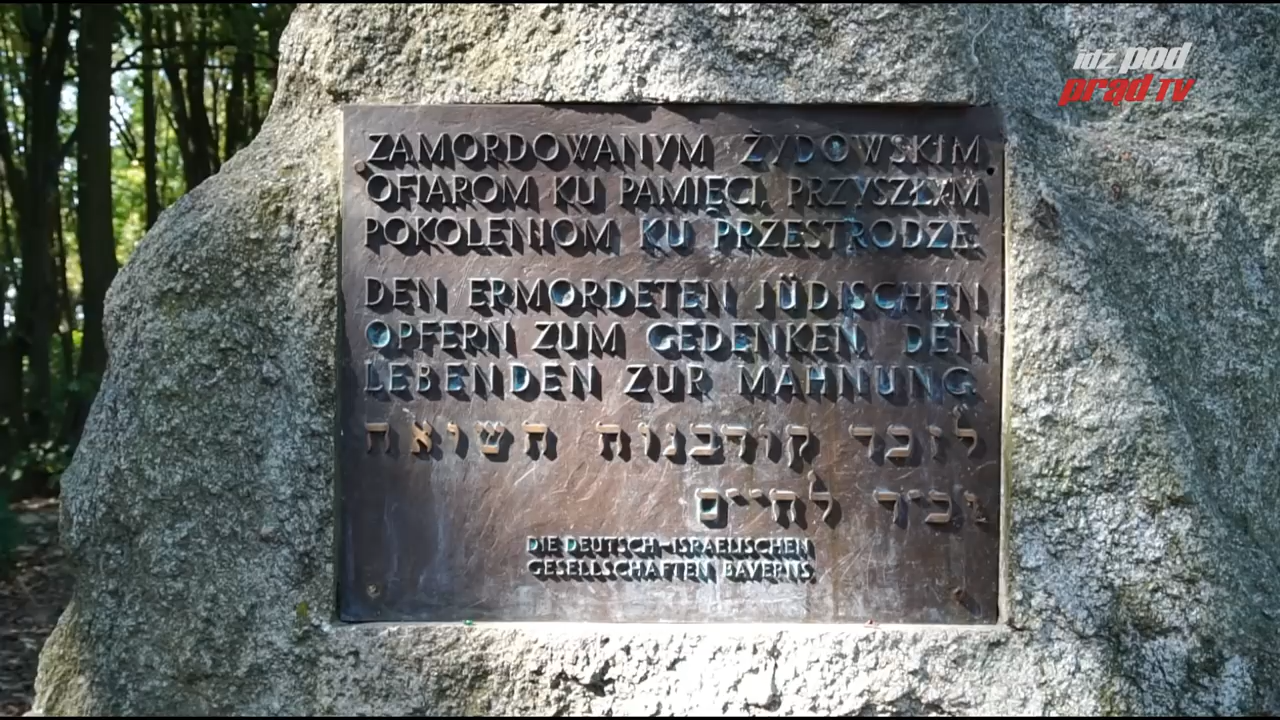 idź pod
prąd TV
ZAMORDOWANYM ŻYDOWSKIM
OFIAROM KU PAMIĘCI, PRZYSZŁYM
POKOLENIOM KU PRZESTRODZE.
DEN ERMORDETEN JÜDISCHEN
OPFERN ZUM GEDENKEN, DEN
LEBENDEN ZUR MAHNUNG.
לזכר קורבנות השואה
וכיד לחיים
DIE DEUTSCH-ISRAELISCHEN
GESELLSCHAFTEN BAYERNS